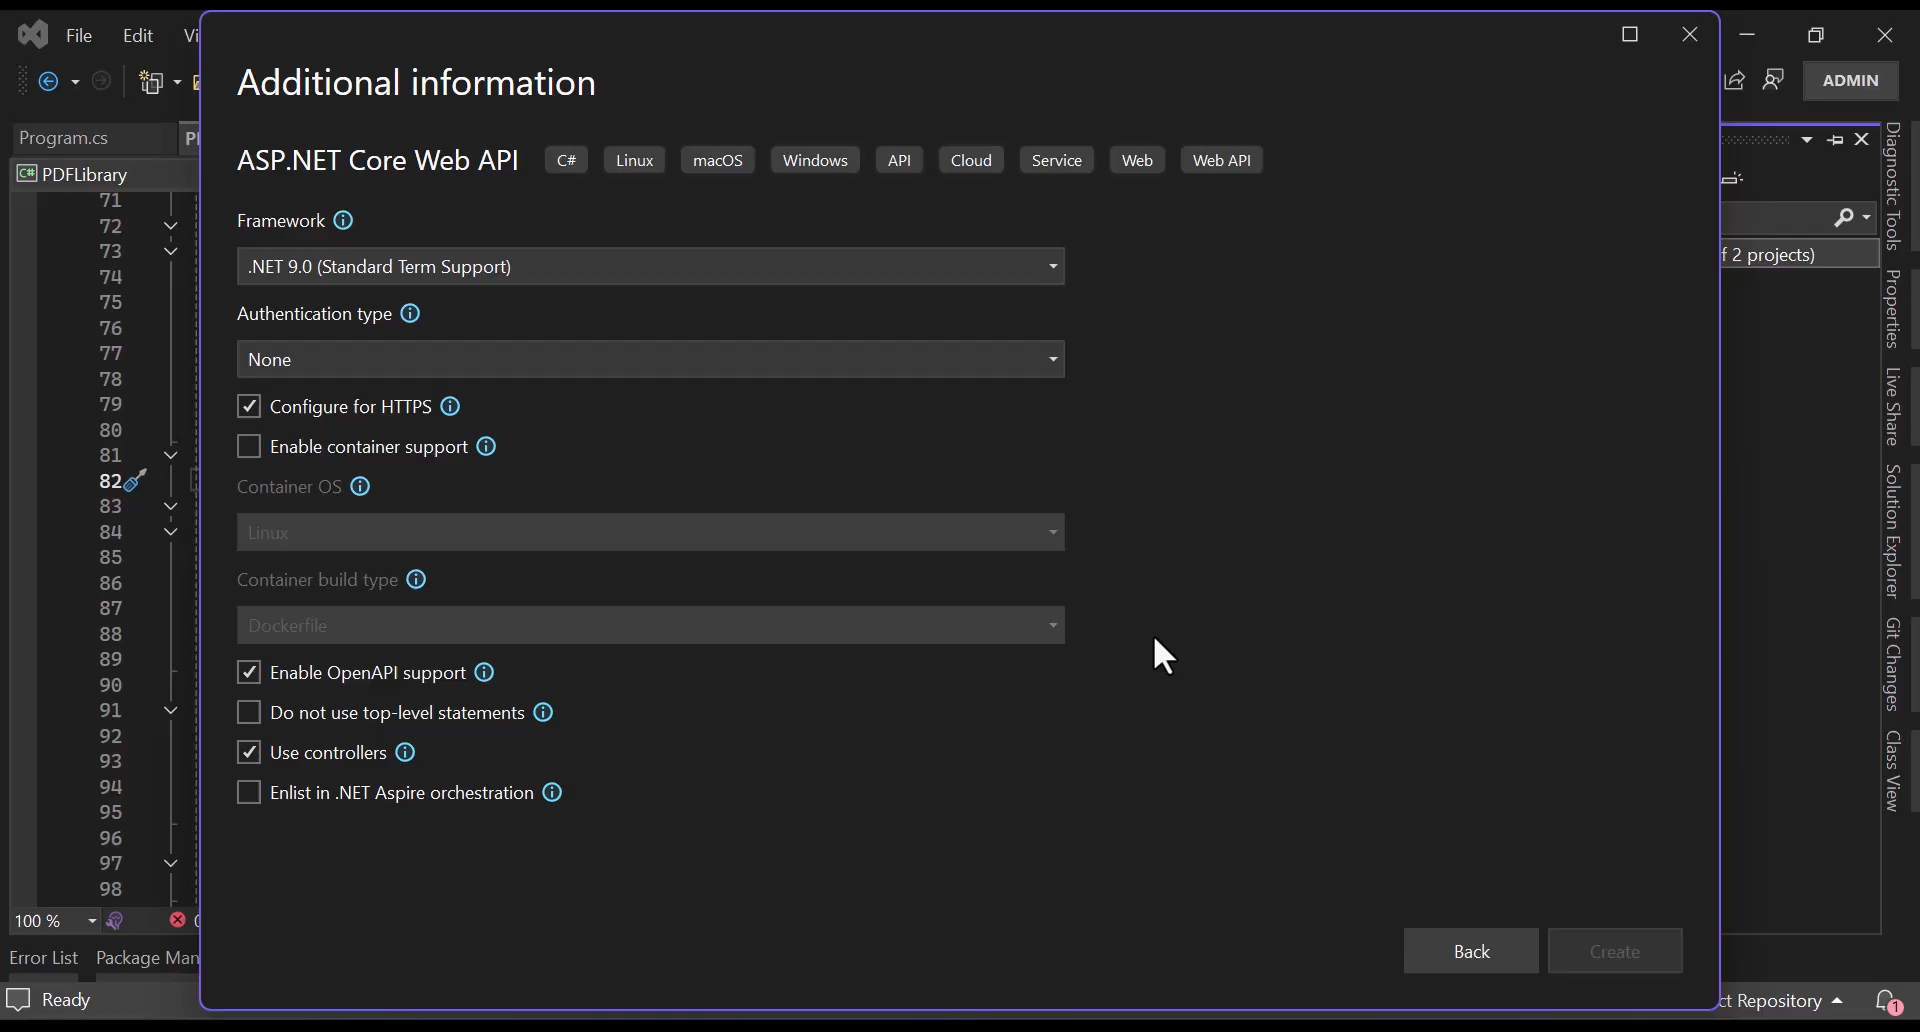 File Edit
Additional information
ADMIN
Program.cs
PDFLibrary
ASP.NET Core Web API C# Linux macOS Windows API Cloud Service Web Web API
Framework
.NET 9.0 (Standard Term Support)
Authentication type
None
Configure for HTTPS
Enable container support
Container OS
Linux
Container build type
Dockerfile
Enable OpenAPI support
Do not use top-level statements
Use controllers
Enlist in .NET Aspire orchestration
Back Create
71
72
73
74
75
76
77
78
79
80
81
82
83
84
85
86
87
88
89
90
91
92
93
94
95
96
97
98
100 %
Error List Package Man
Ready
f 2 projects)
Diagnostic Tools
Properties
Live Share
Solution Explorer
Git Changes
Class View
ct Repository
1